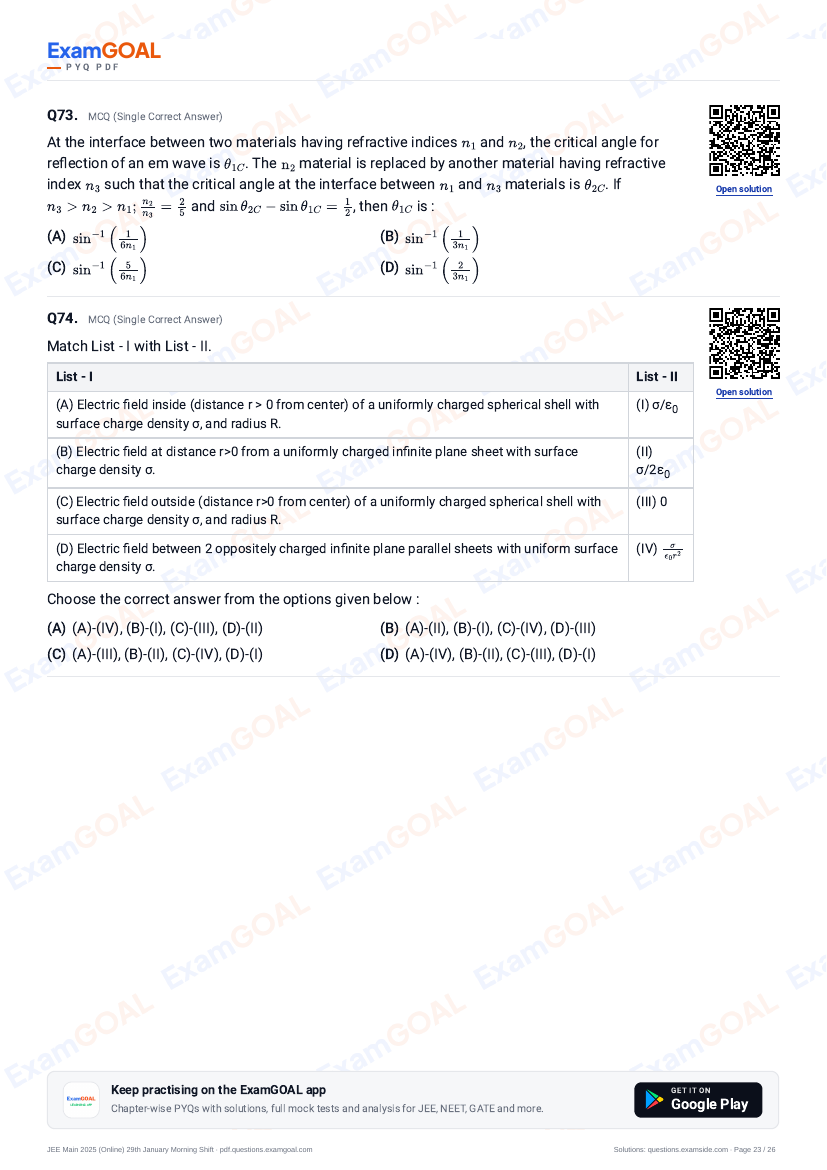 ExamGOAL
PYQ PDF
Q73. MCQ (Single Correct Answer)
At the interface between two materials having refractive indices n₁ and n₂, the critical angle for
reflection of an em wave is θ₁C. The n₂ material is replaced by another material having refractive
index n₃ such that the critical angle at the interface between n₁ and n₃ materials is θ₂C. If
n₃ > n₂ > n₁; n₂/n₃ = 2/5 and sin θ₂C − sin θ₁C = 1/2, then θ₁C is :
(A) sin⁻¹ (1/6n₁) (B) sin⁻¹ (1/3n₁)
(C) sin⁻¹ (5/6n₁) (D) sin⁻¹ (2/3n₁)
Open solution
Q74. MCQ (Single Correct Answer)
Match List - I with List - II.
List - I List - II
(A) Electric field inside (distance r > 0 from center) of a uniformly charged spherical shell with
surface charge density σ, and radius R.
(I) σ/ε₀
(B) Electric field at distance r>0 from a uniformly charged infinite plane sheet with surface
charge density σ.
(II)
σ/2ε₀
(C) Electric field outside (distance r>0 from center) of a uniformly charged spherical shell with
surface charge density σ, and radius R.
(III) 0
(D) Electric field between 2 oppositely charged infinite plane parallel sheets with uniform surface
charge density σ.
(IV) σ/ϵ₀r²
Open solution
Choose the correct answer from the options given below :
(A) (A)-(IV), (B)-(I), (C)-(III), (D)-(II) (B) (A)-(II), (B)-(I), (C)-(IV), (D)-(III)
(C) (A)-(III), (B)-(II), (C)-(IV), (D)-(I) (D) (A)-(IV), (B)-(II), (C)-(III), (D)-(I)
Keep practising on the ExamGOAL app
Chapter-wise PYQs with solutions, full mock tests and analysis for JEE, NEET, GATE and more.
ExamGOAL
GET IT ON
Google Play
JEE Main 2025 (Online) 29th January Morning Shift · pdf.questions.examgoal.com
Solutions: questions.examside.com · Page 23 / 26